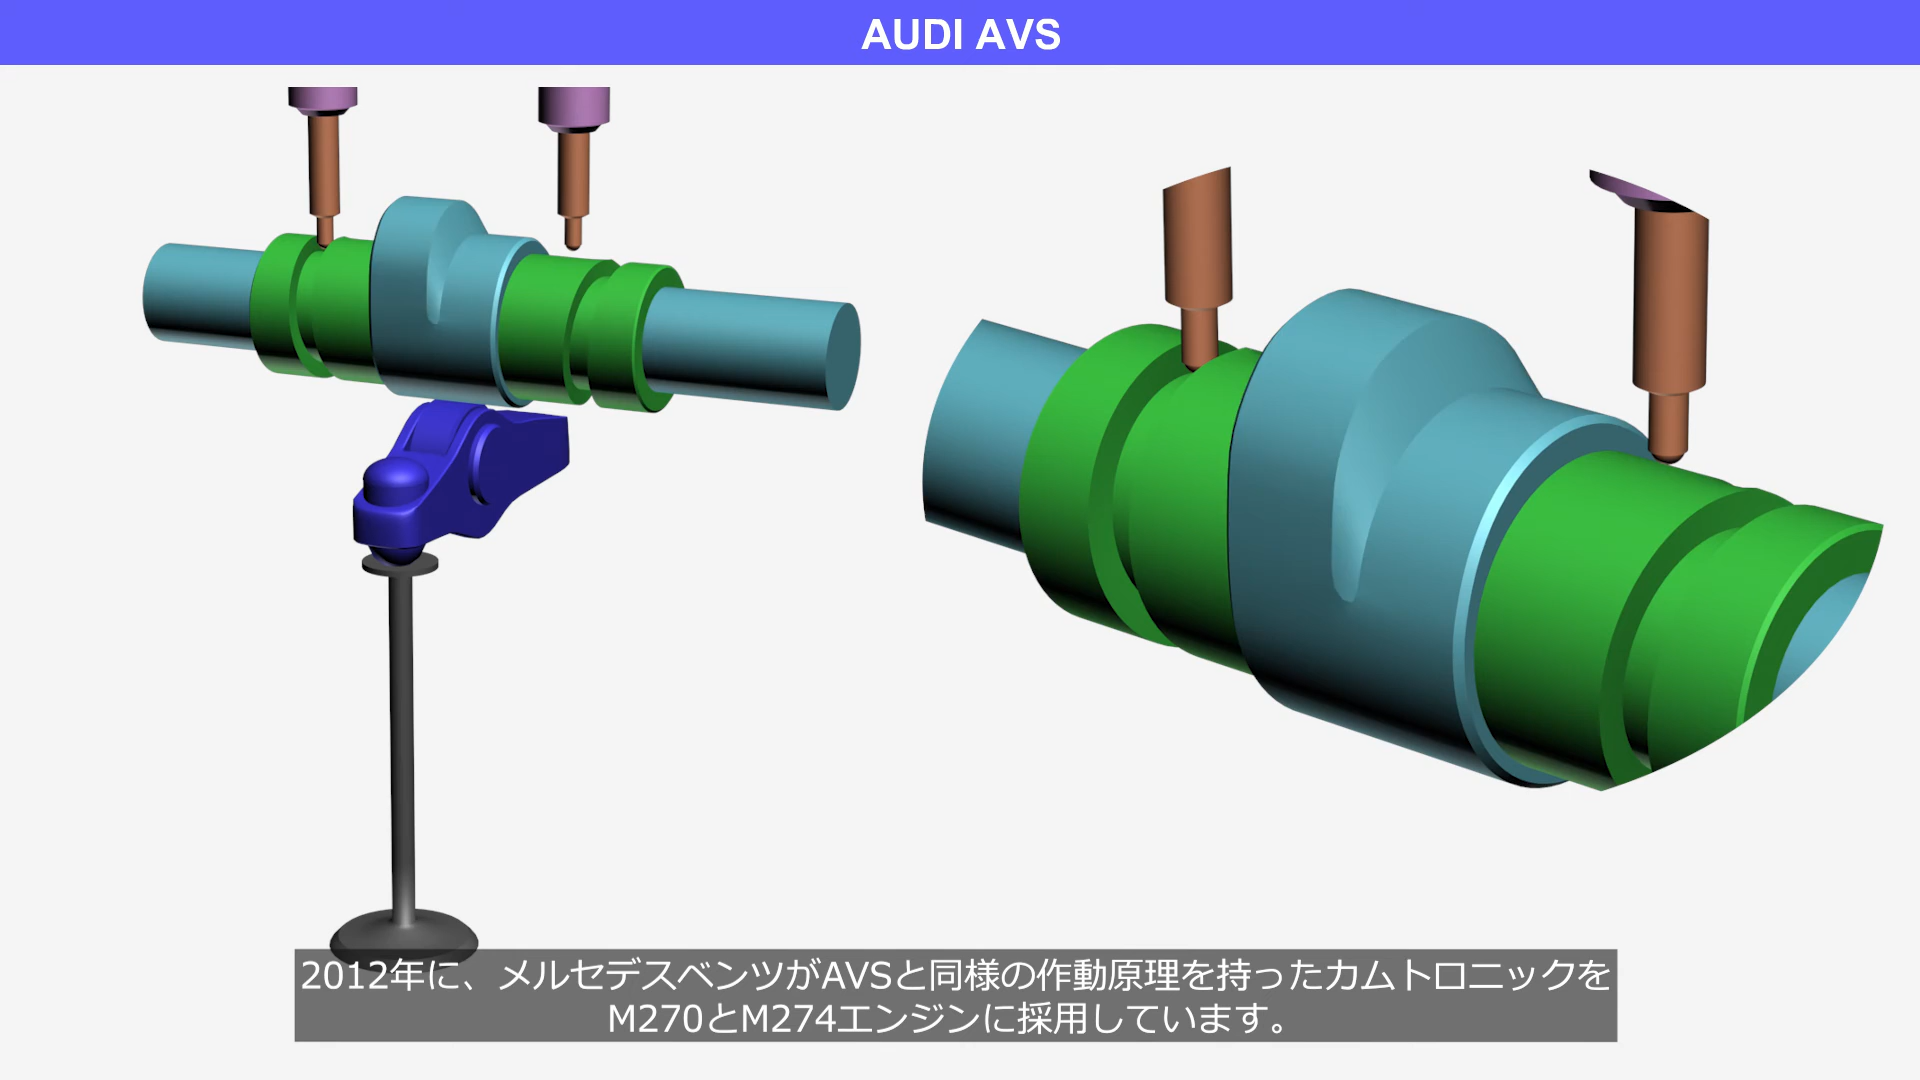 AUDI AVS
2012年に、メルセデスベンツがAVSと同様の作動原理を持ったカムトロニックを
M270とM274エンジンに採用しています。